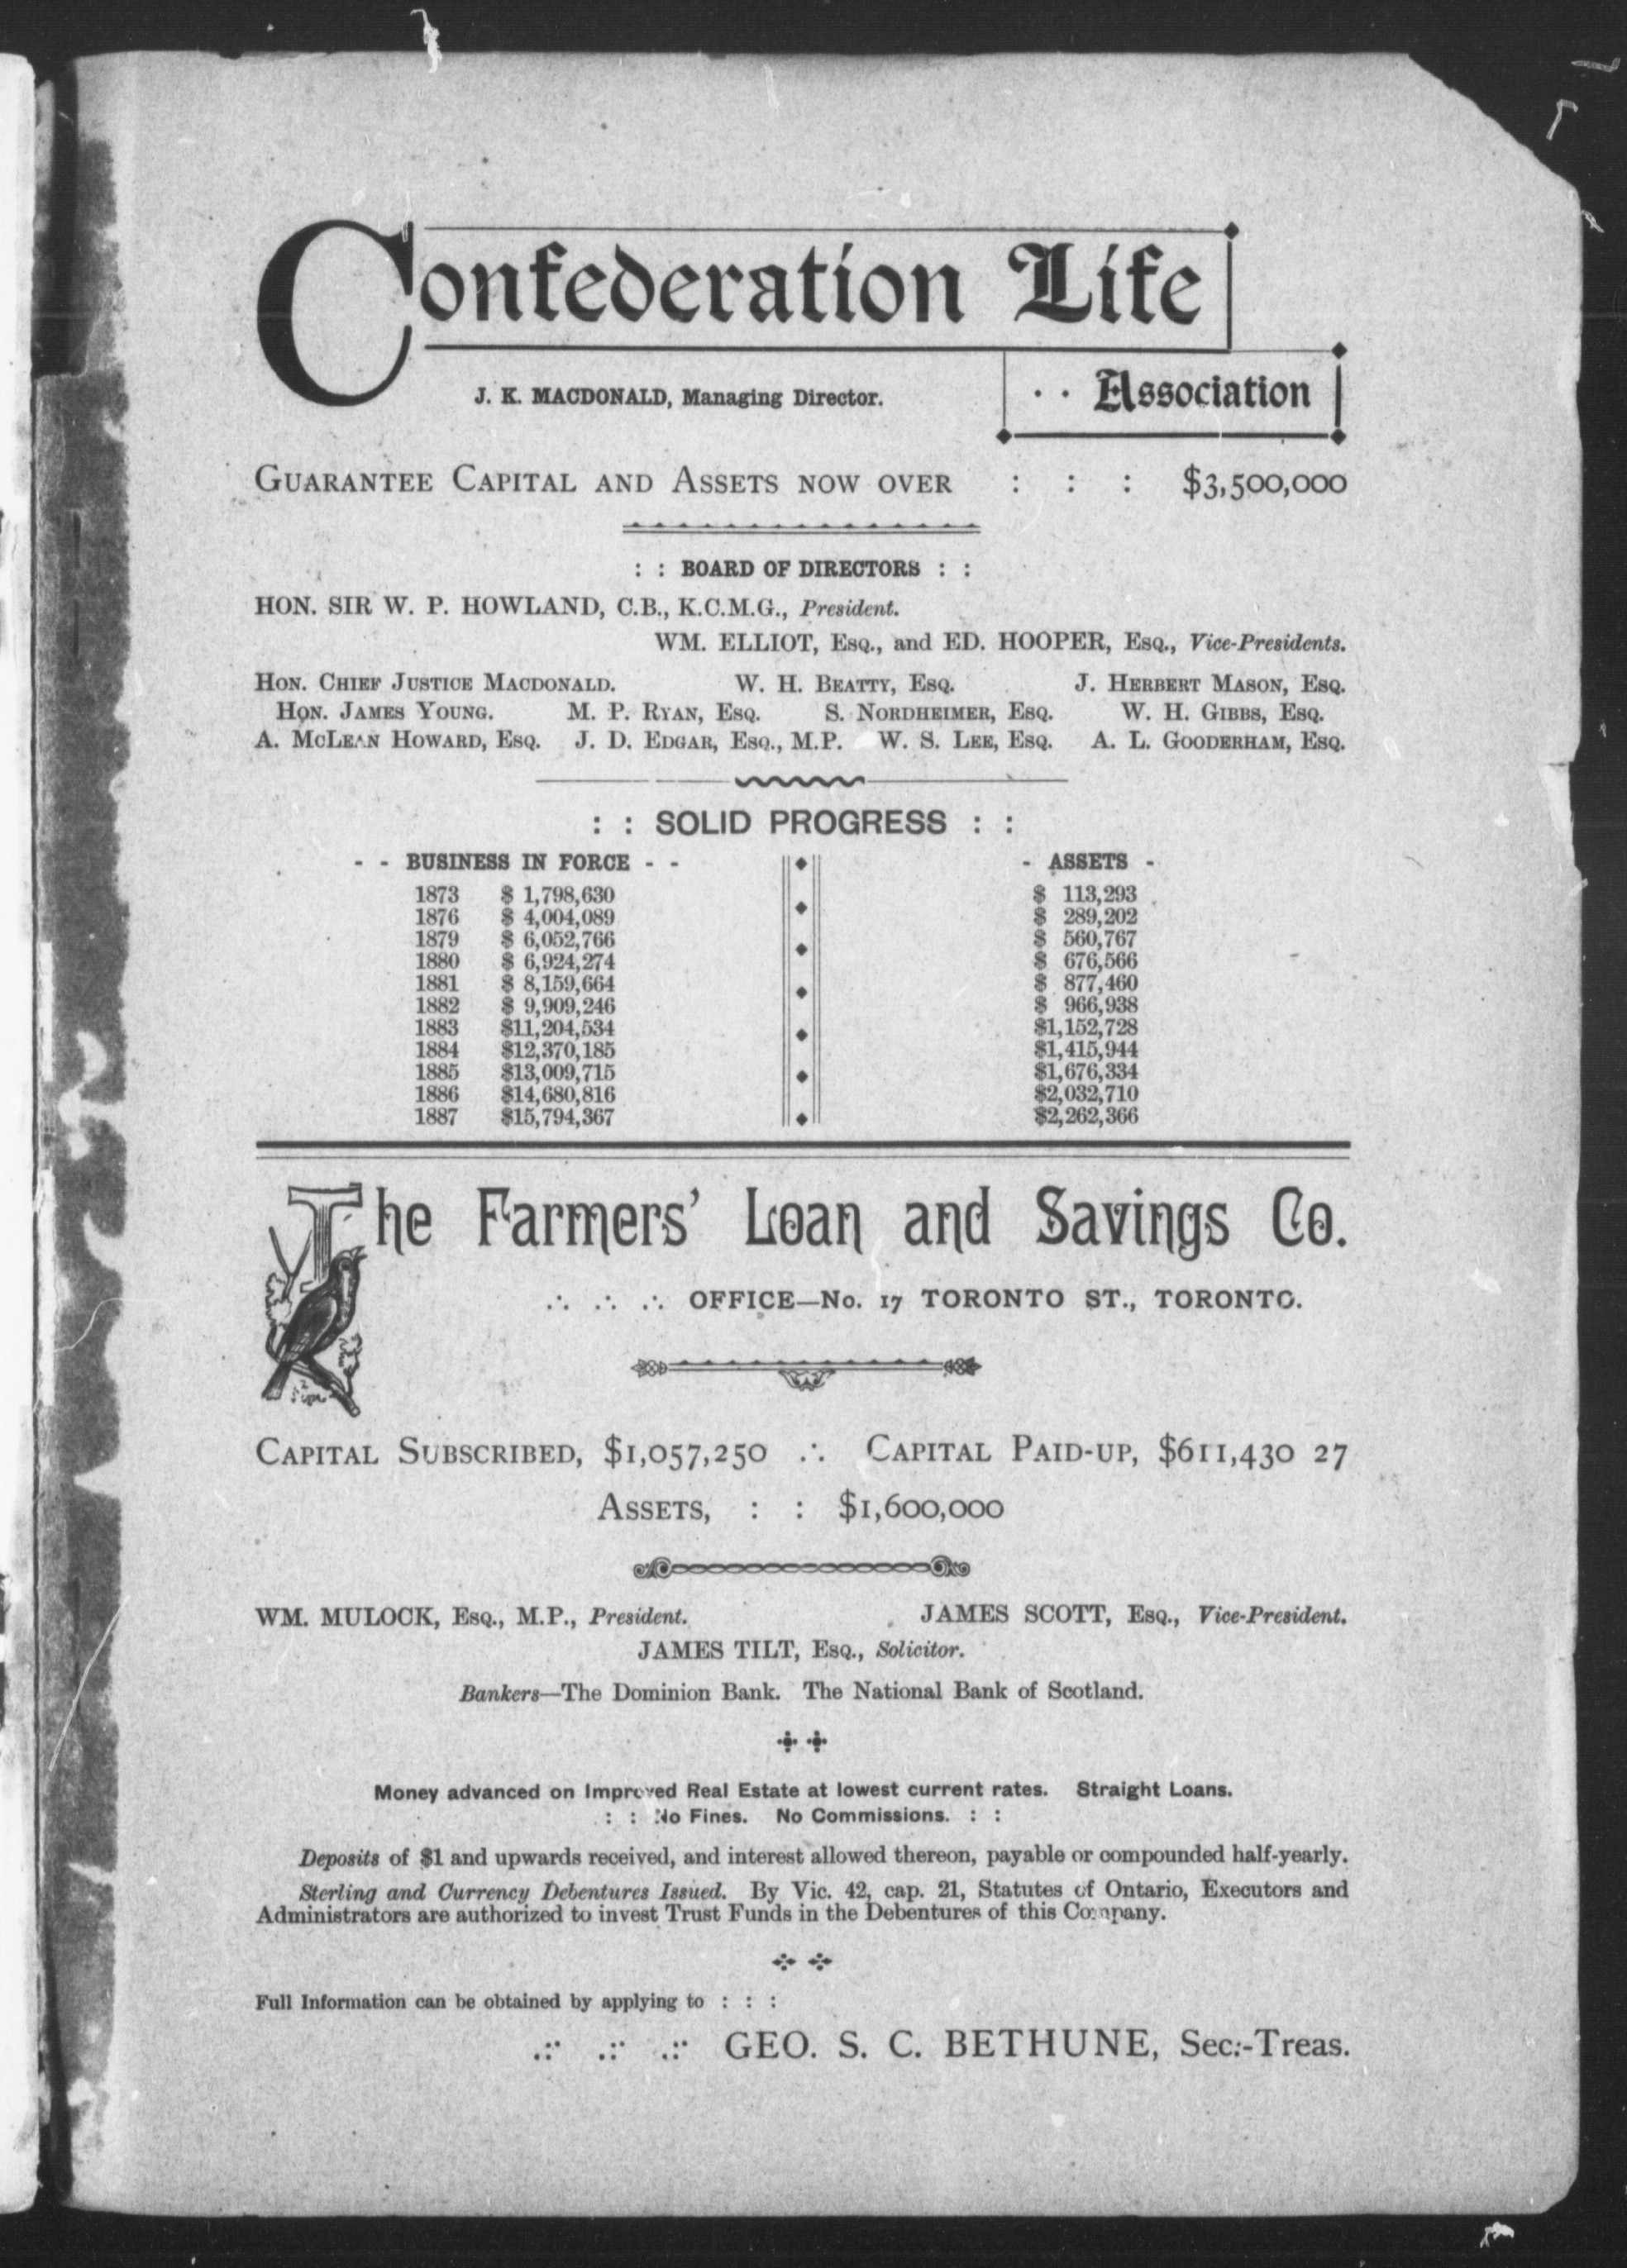 Confederation Life
J. K. MACDONALD, Managing Director.
· · Association
GUARANTEE CAPITAL AND ASSETS NOW OVER : : : $3,500,000
: : BOARD OF DIRECTORS : :
HON. SIR W. P. HOWLAND, C.B., K.C.M.G., President.
WM. ELLIOT, ESQ., and ED. HOOPER, ESQ., Vice-Presidents.
HON. CHIEF JUSTICE MACDONALD. W. H. BEATTY, ESQ. J. HERBERT MASON, ESQ.
HON. JAMES YOUNG. M. P. RYAN, ESQ. S. NORDHEIMER, ESQ. W. H. GIBBS, ESQ.
A. MCLEAN HOWARD, ESQ. J. D. EDGAR, ESQ., M.P. W. S. LEE, ESQ. A. L. GOODERHAM, ESQ.
: : SOLID PROGRESS : :
- - BUSINESS IN FORCE - - - ASSETS -
1873 $ 1,798,630 $ 113,293
1876 $ 4,004,089 $ 289,202
1879 $ 6,052,766 $ 560,767
1880 $ 6,924,274 $ 676,566
1881 $ 8,159,664 $ 877,460
1882 $ 9,909,246 $ 966,938
1883 $11,204,534 $1,152,728
1884 $12,370,185 $1,415,944
1885 $13,009,715 $1,676,334
1886 $14,680,816 $2,032,710
1887 $15,794,367 $2,262,366
The Farmers' Loan and Savings Co.
∴ ∴ ∴ OFFICE—No. 17 TORONTO ST., TORONTO.
CAPITAL SUBSCRIBED, $1,057,250 ∴ CAPITAL PAID-UP, $611,430 27
ASSETS, : : $1,600,000
WM. MULOCK, ESQ., M.P., President. JAMES SCOTT, ESQ., Vice-President.
JAMES TILT, ESQ., Solicitor.
Bankers—The Dominion Bank. The National Bank of Scotland.
Money advanced on Improved Real Estate at lowest current rates. Straight Loans.
: : No Fines. No Commissions. : :
Deposits of $1 and upwards received, and interest allowed thereon, payable or compounded half-yearly.
Sterling and Currency Debentures Issued. By Vic. 42, cap. 21, Statutes of Ontario, Executors and
Administrators are authorized to invest Trust Funds in the Debentures of this Company.
Full Information can be obtained by applying to : : :
GEO. S. C. BETHUNE, Sec:-Treas.